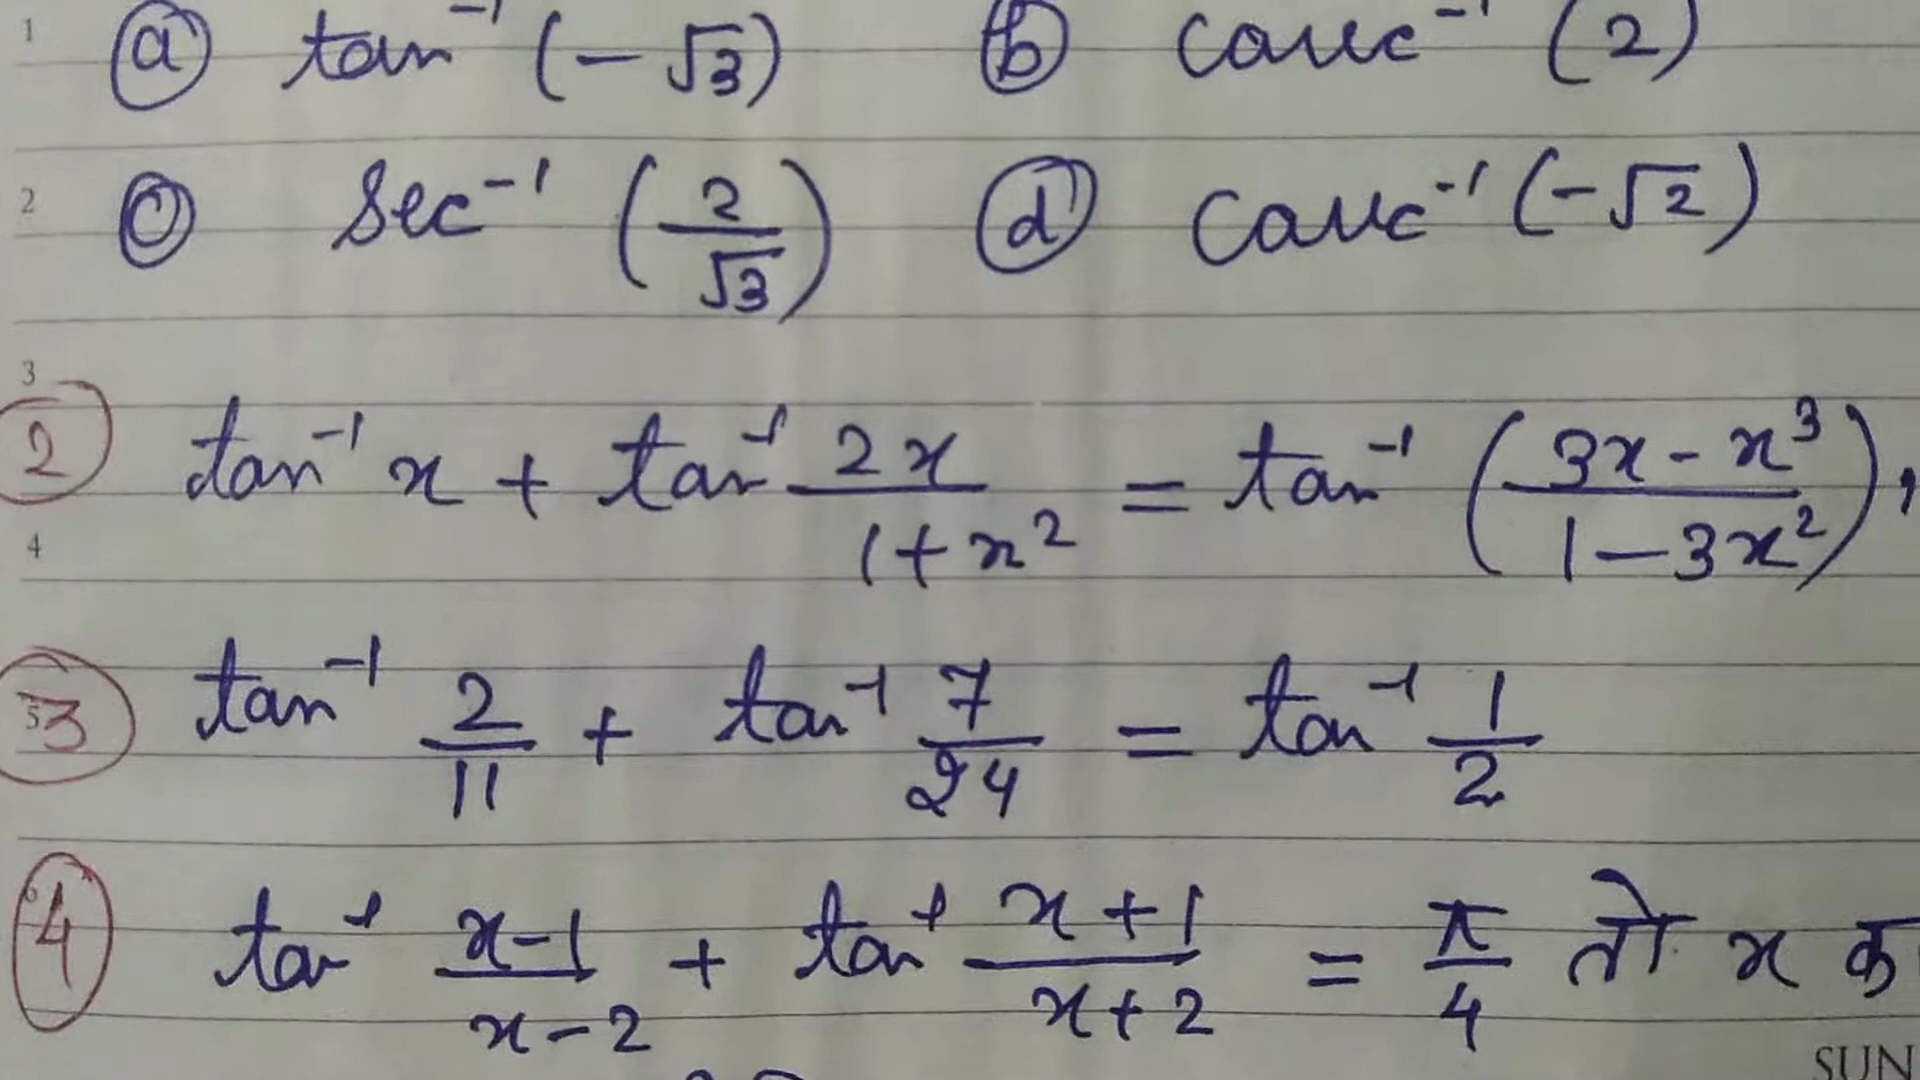 1 ⓐ tan⁻¹ (-√3) ⓑ cosec⁻¹ (2)
2 ⓒ sec⁻¹ (2/√3) ⓓ cosec⁻¹ (-√2)
3
② tan⁻¹ x + tan⁻¹ 2x/1+x² = tan⁻¹ (3x-x³/1-3x²),
4
③ tan⁻¹ 2/11 + tan⁻¹ 7/24 = tan⁻¹ 1/2
5
④ tan⁻¹ x-1/x-2 + tan⁻¹ x+1/x+2 = π/4 तो x क
6
SUN